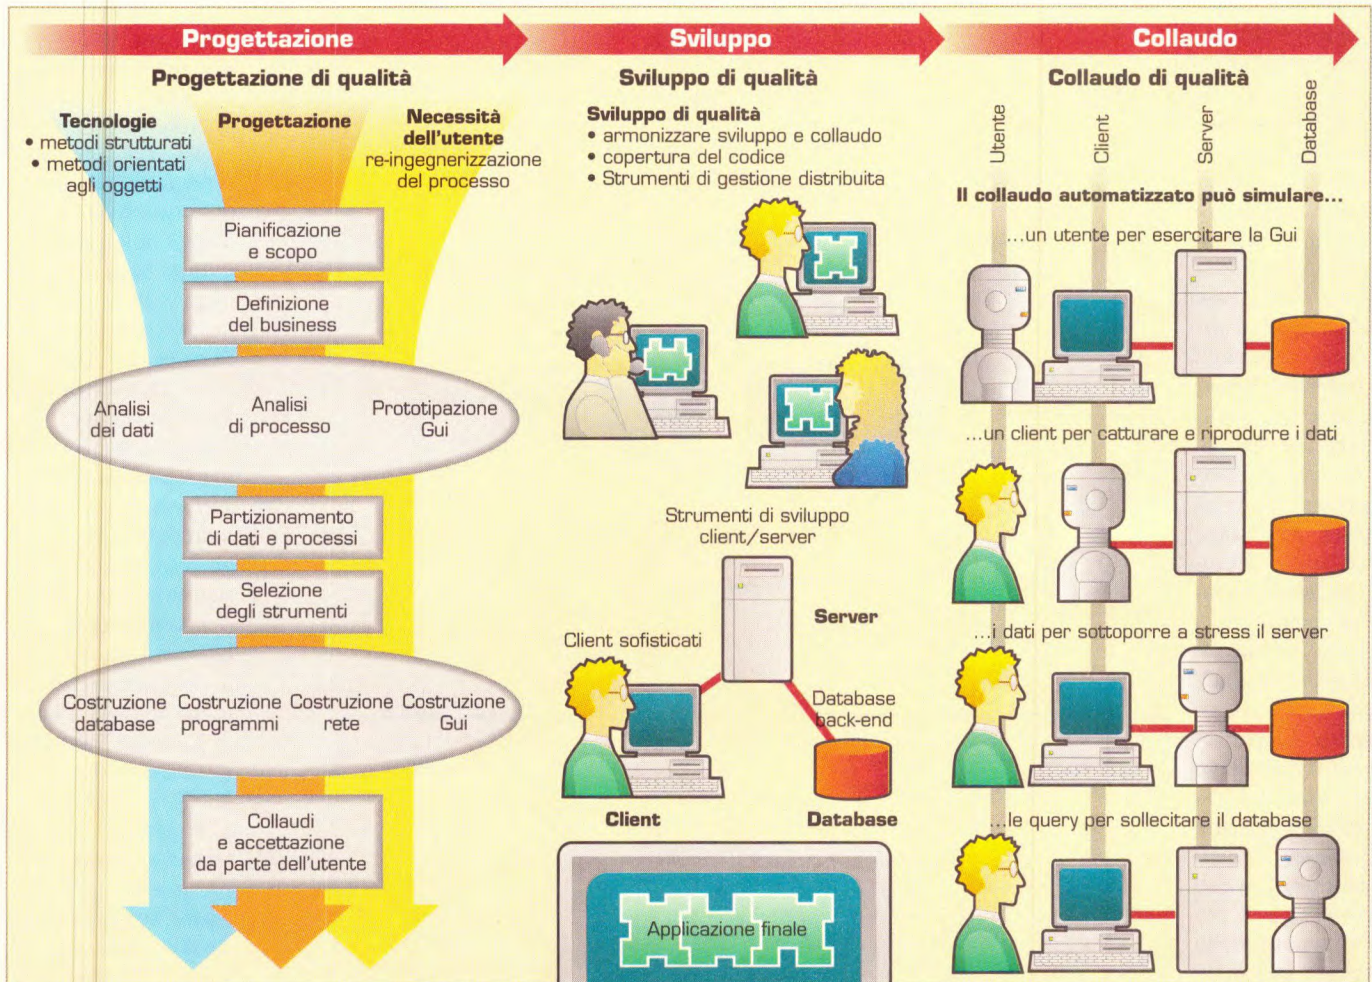 Progettazione
Sviluppo
Collaudo
Progettazione di qualità
Tecnologie
• metodi strutturati
• metodi orientati
agli oggetti
Progettazione
Necessità
dell'utente
re-ingegnerizzazione
del processo
Pianificazione
e scopo
Definizione
del business
Analisi
dei dati
Analisi
di processo
Prototipazione
Gui
Partizionamento
di dati e processi
Selezione
degli strumenti
Costruzione
database
Costruzione
programmi
Costruzione
rete
Costruzione
Gui
Collaudi
e accettazione
da parte dell'utente
Sviluppo di qualità
Sviluppo di qualità
• armonizzare sviluppo e collaudo
• copertura del codice
• Strumenti di gestione distribuita
Strumenti di sviluppo
client/server
Server
Client sofisticati
Database
back-end
Client
Database
Applicazione finale
Collaudo di qualità
Utente
Client
Server
Database
Il collaudo automatizzato può simulare...
...un utente per esercitare la Gui
...un client per catturare e riprodurre i dati
...i dati per sottoporre a stress il server
...le query per sollecitare il database